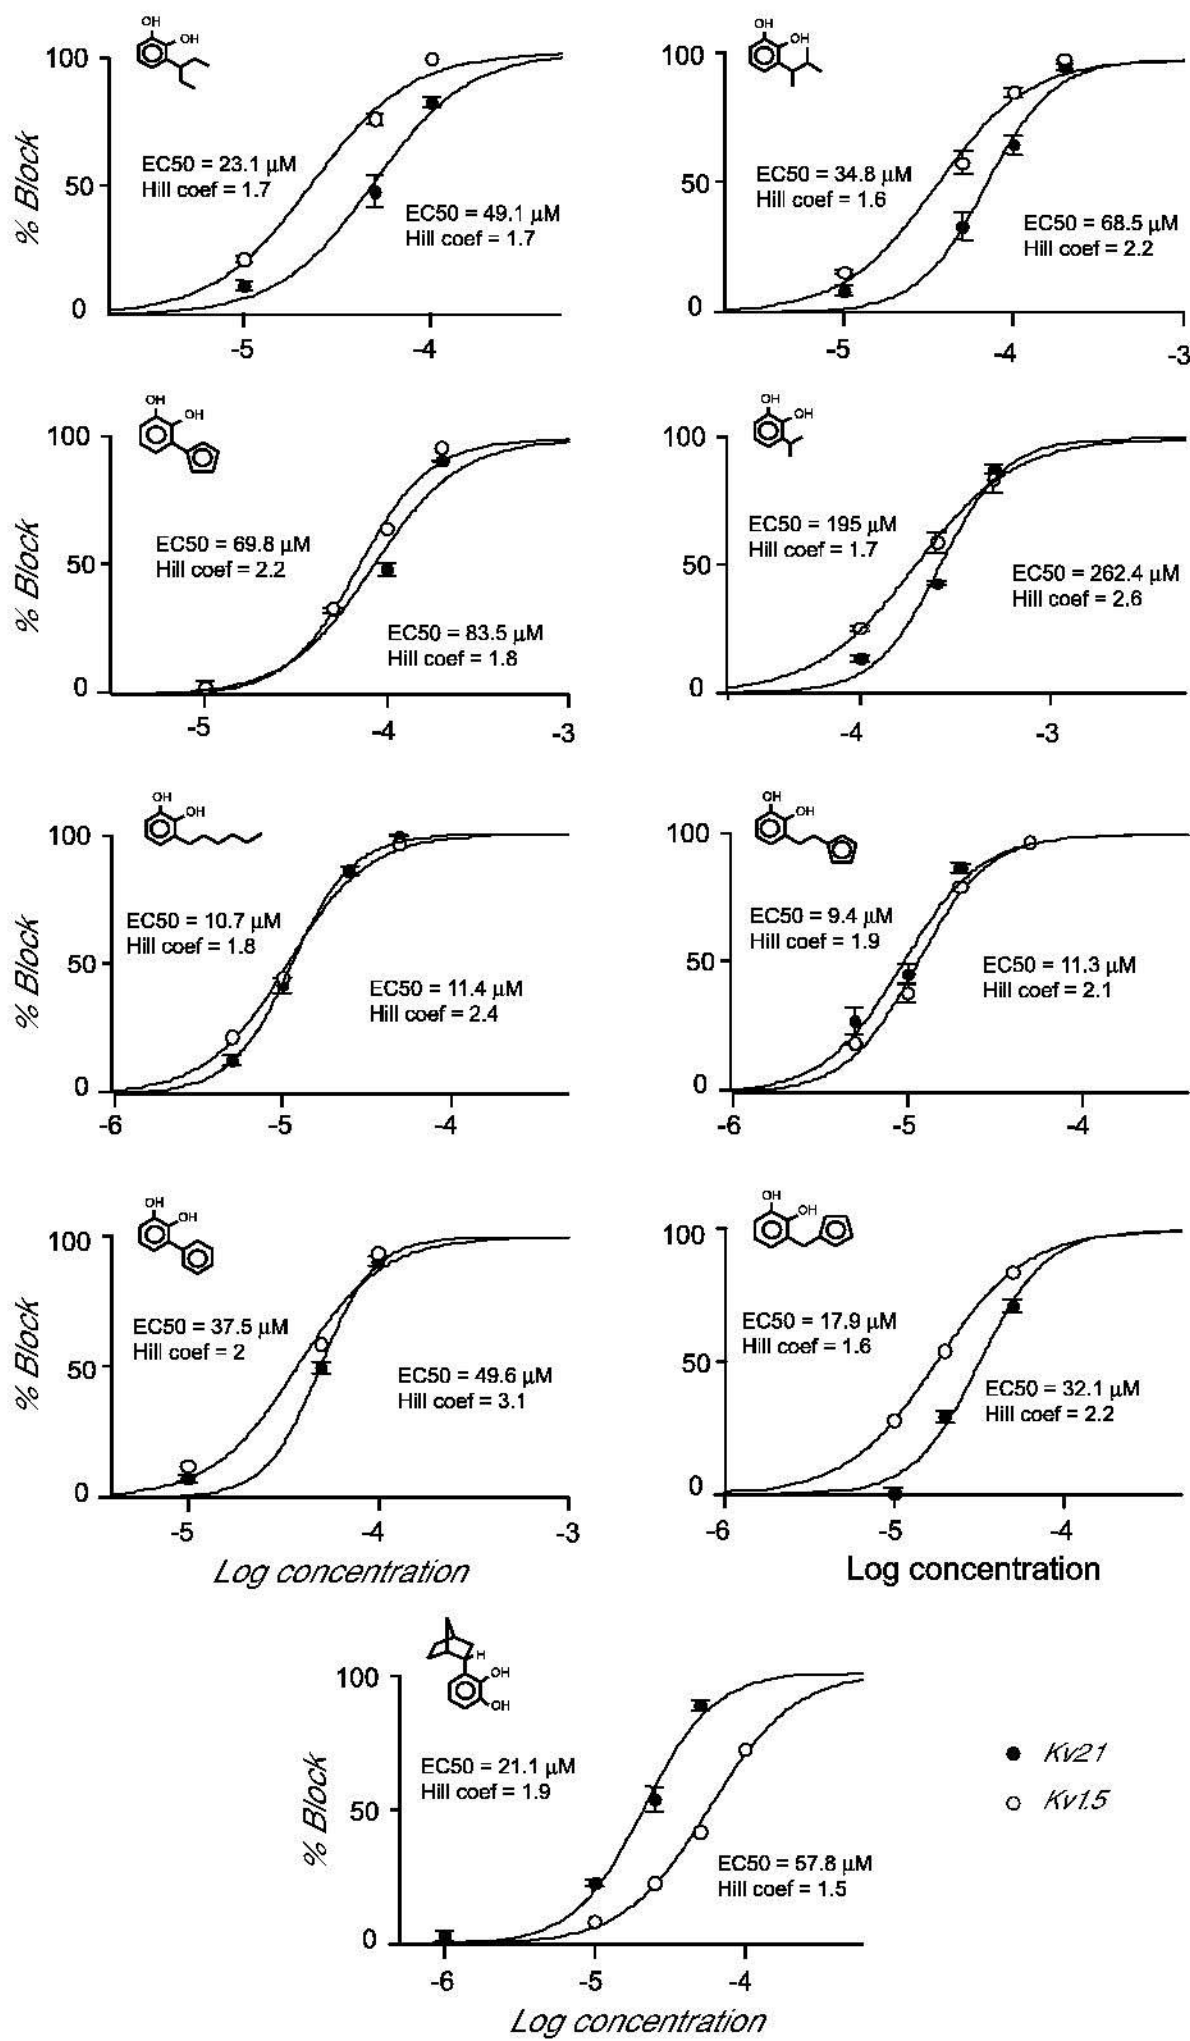 OH
OH
100
50
0
% Block
EC50 = 23.1 µM
Hill coef = 1.7
EC50 = 49.1 µM
Hill coef = 1.7
-5
-4
OH
OH
100
50
0
EC50 = 34.8 µM
Hill coef = 1.6
EC50 = 68.5 µM
Hill coef = 2.2
-5
-4
-3
OH
OH
100
50
0
% Block
EC50 = 69.8 µM
Hill coef = 2.2
EC50 = 83.5 µM
Hill coef = 1.8
-5
-4
-3
OH
OH
100
50
0
EC50 = 195 µM
Hill coef = 1.7
EC50 = 262.4 µM
Hill coef = 2.6
-4
-3
OH
OH
100
50
0
% Block
EC50 = 10.7 µM
Hill coef = 1.8
EC50 = 11.4 µM
Hill coef = 2.4
-6
-5
-4
OH
OH
100
50
0
EC50 = 9.4 µM
Hill coef = 1.9
EC50 = 11.3 µM
Hill coef = 2.1
-6
-5
-4
OH
OH
100
50
0
% Block
EC50 = 37.5 µM
Hill coef = 2
EC50 = 49.6 µM
Hill coef = 3.1
-5
-4
-3
Log concentration
OH
OH
100
50
0
EC50 = 17.9 µM
Hill coef = 1.6
EC50 = 32.1 µM
Hill coef = 2.2
-6
-5
-4
Log concentration
H
OH
OH
100
50
0
% Block
EC50 = 21.1 µM
Hill coef = 1.9
EC50 = 57.8 µM
Hill coef = 1.5
-6
-5
-4
Log concentration
Kv21
Kv1.5